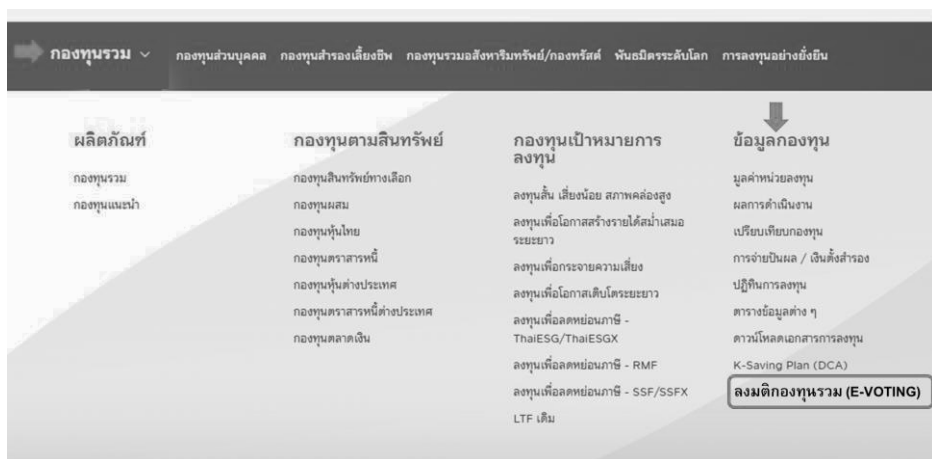 กองทุนรวม
กองทุนส่วนบุคคล
กองทุนสำรองเลี้ยงชีพ
กองทุนรวมอสังหาริมทรัพย์/กองทรัสต์
พันธมิตรระดับโลก
การลงทุนอย่างยั่งยืน
ผลิตภัณฑ์
กองทุนรวม
กองทุนแนะนำ
กองทุนตามสินทรัพย์
กองทุนสินทรัพย์ทางเลือก
กองทุนผสม
กองทุนหุ้นไทย
กองทุนตราสารหนี้
กองทุนหุ้นต่างประเทศ
กองทุนตราสารหนี้ต่างประเทศ
กองทุนตลาดเงิน
กองทุนเป้าหมายการ
ลงทุน
ลงทุนสั้น เสี่ยงน้อย สภาพคล่องสูง
ลงทุนเพื่อโอกาสสร้างรายได้สม่ำเสมอ
ระยะยาว
ลงทุนเพื่อกระจายความเสี่ยง
ลงทุนเพื่อโอกาสเติบโตระยะยาว
ลงทุนเพื่อลดหย่อนภาษี -
ThaiESG/ThaiESGX
ลงทุนเพื่อลดหย่อนภาษี - RMF
ลงทุนเพื่อลดหย่อนภาษี - SSF/SSFX
LTF เดิม
ข้อมูลกองทุน
มูลค่าหน่วยลงทุน
ผลการดำเนินงาน
เปรียบเทียบกองทุน
การจ่ายปันผล / เงินตั้งสำรอง
ปฏิทินการลงทุน
ตารางข้อมูลต่าง ๆ
ดาวน์โหลดเอกสารการลงทุน
K-Saving Plan (DCA)
ลงมติกองทุนรวม (E-VOTING)